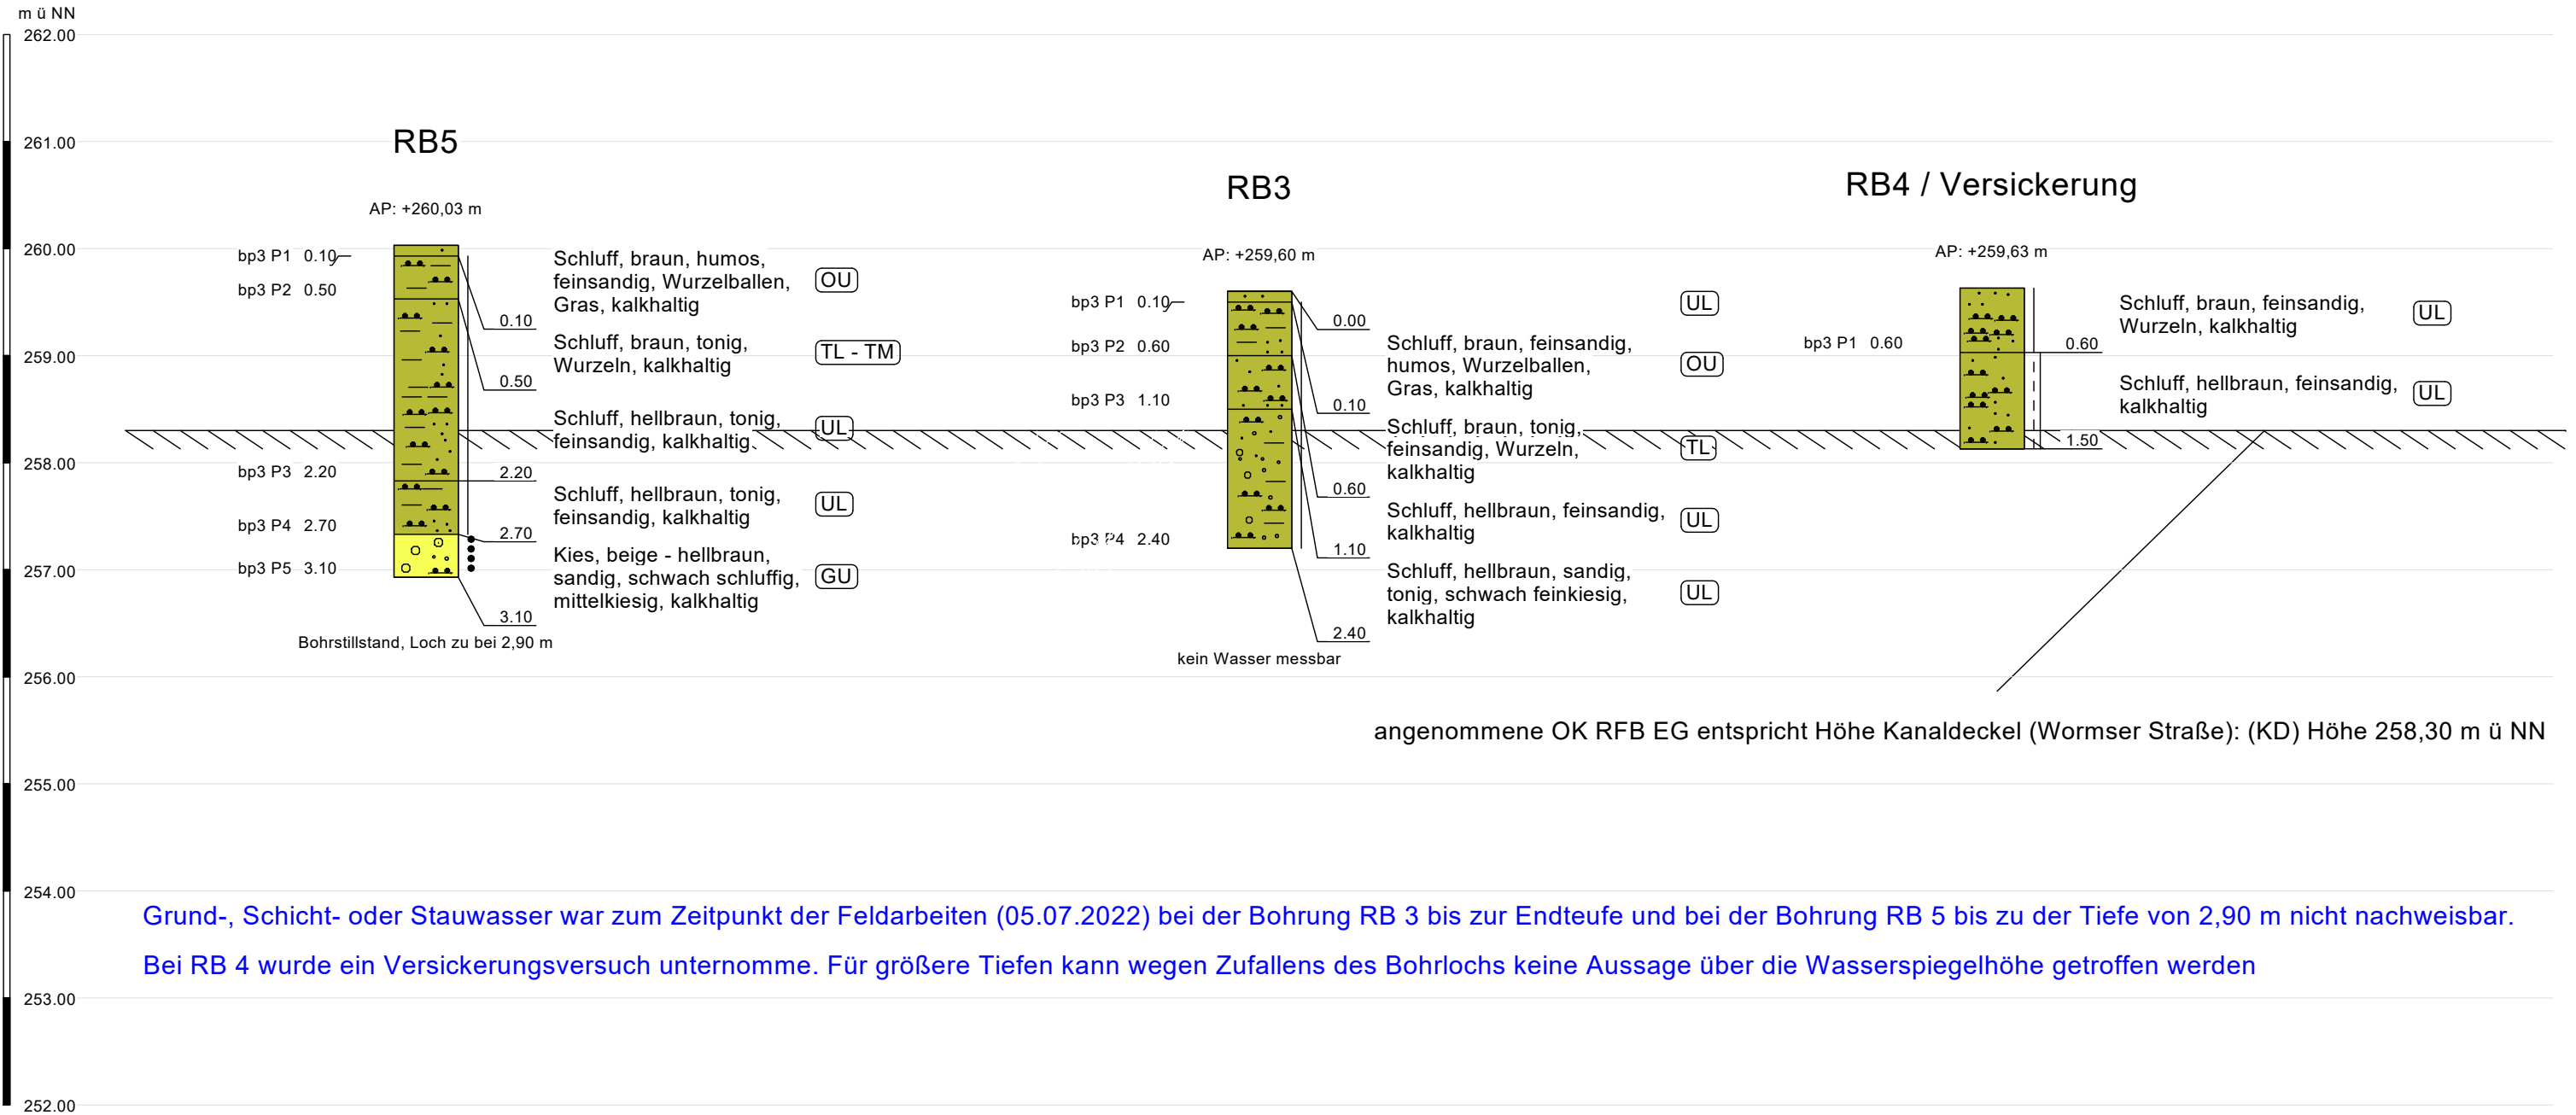 m ü NN
262.00
261.00
260.00
259.00
258.00
257.00
256.00
255.00
254.00
253.00
252.00
RB5
AP: +260,03 m
bp3 P1 0.10
bp3 P2 0.50
bp3 P3 2.20
bp3 P4 2.70
bp3 P5 3.10
0.10
0.50
2.20
2.70
3.10
Schluff, braun, humos,
feinsandig, Wurzelballen,
Gras, kalkhaltig
OU
Schluff, braun, tonig,
Wurzeln, kalkhaltig
TL - TM
Schluff, hellbraun, tonig,
feinsandig, kalkhaltig
UL
Schluff, hellbraun, tonig,
feinsandig, kalkhaltig
UL
Kies, beige - hellbraun,
sandig, schwach schluffig,
mittelkiesig, kalkhaltig
GU
Bohrstillstand, Loch zu bei 2,90 m
RB3
AP: +259,60 m
bp3 P1 0.10
bp3 P2 0.60
bp3 P3 1.10
bp3 P4 2.40
0.00
0.10
0.60
1.10
2.40
UL
Schluff, braun, feinsandig,
humos, Wurzelballen,
Gras, kalkhaltig
OU
Schluff, braun, tonig,
feinsandig, Wurzeln,
kalkhaltig
TL
Schluff, hellbraun, feinsandig,
kalkhaltig
UL
Schluff, hellbraun, sandig,
tonig, schwach feinkiesig,
kalkhaltig
UL
kein Wasser messbar
RB4 / Versickerung
AP: +259,63 m
bp3 P1 0.60
0.60
1.50
Schluff, braun, feinsandig,
Wurzeln, kalkhaltig
UL
Schluff, hellbraun, feinsandig,
kalkhaltig
UL
angenommene OK RFB EG entspricht Höhe Kanaldeckel (Wormser Straße): (KD) Höhe 258,30 m ü NN
Grund-, Schicht- oder Stauwasser war zum Zeitpunkt der Feldarbeiten (05.07.2022) bei der Bohrung RB 3 bis zur Endteufe und bei der Bohrung RB 5 bis zu der Tiefe von 2,90 m nicht nachweisbar.
Bei RB 4 wurde ein Versickerungsversuch unternomme. Für größere Tiefen kann wegen Zufallens des Bohrlochs keine Aussage über die Wasserspiegelhöhe getroffen werden